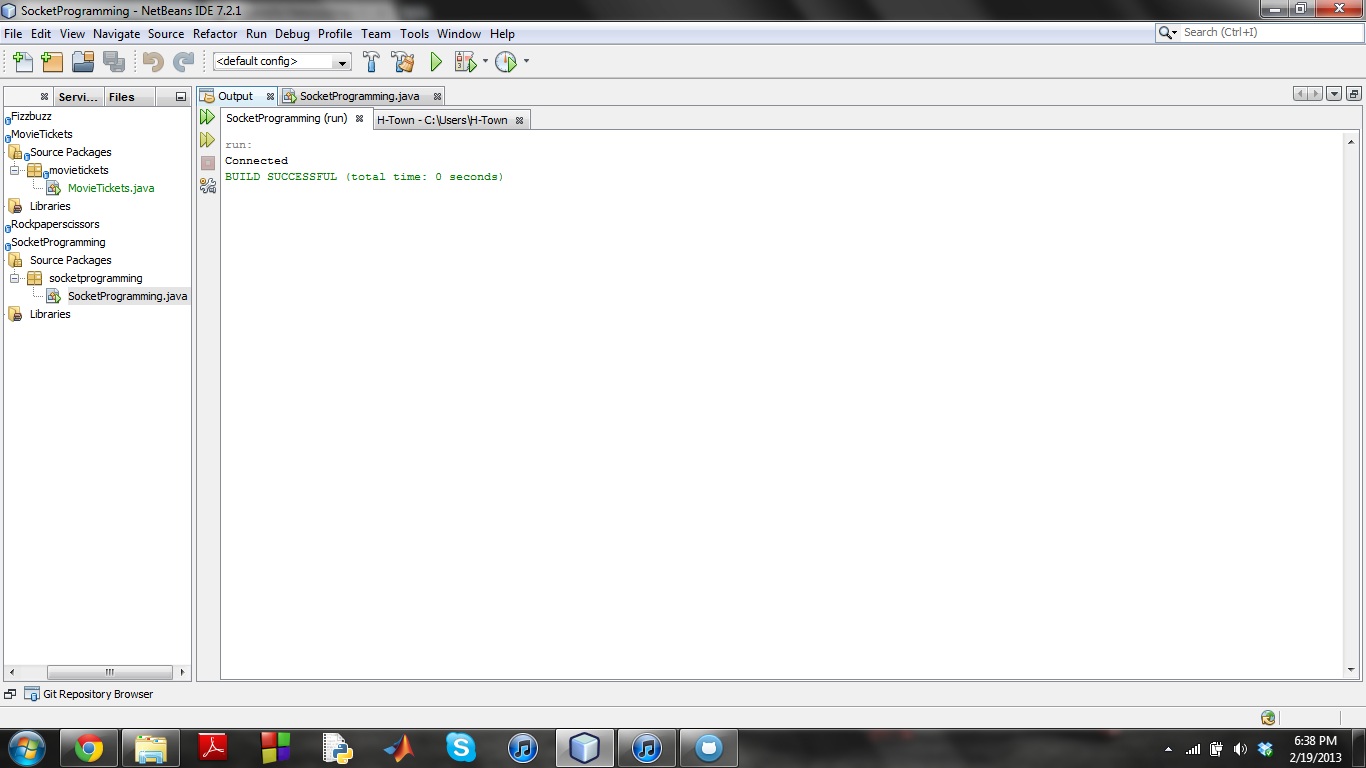 SocketProgramming - NetBeans IDE 7.2.1
File Edit View Navigate Source Refactor Run Debug Profile Team Tools Window Help
Search (Ctrl+I)
<default config>
Servi... Files
Output SocketProgramming.java
SocketProgramming (run) H-Town - C:\Users\H-Town
Fizzbuzz
MovieTickets
Source Packages
movietickets
MovieTickets.java
Libraries
Rockpaperscissors
SocketProgramming
Source Packages
socketprogramming
SocketProgramming.java
Libraries
run:
Connected
BUILD SUCCESSFUL (total time: 0 seconds)
Git Repository Browser
6:38 PM
2/19/2013